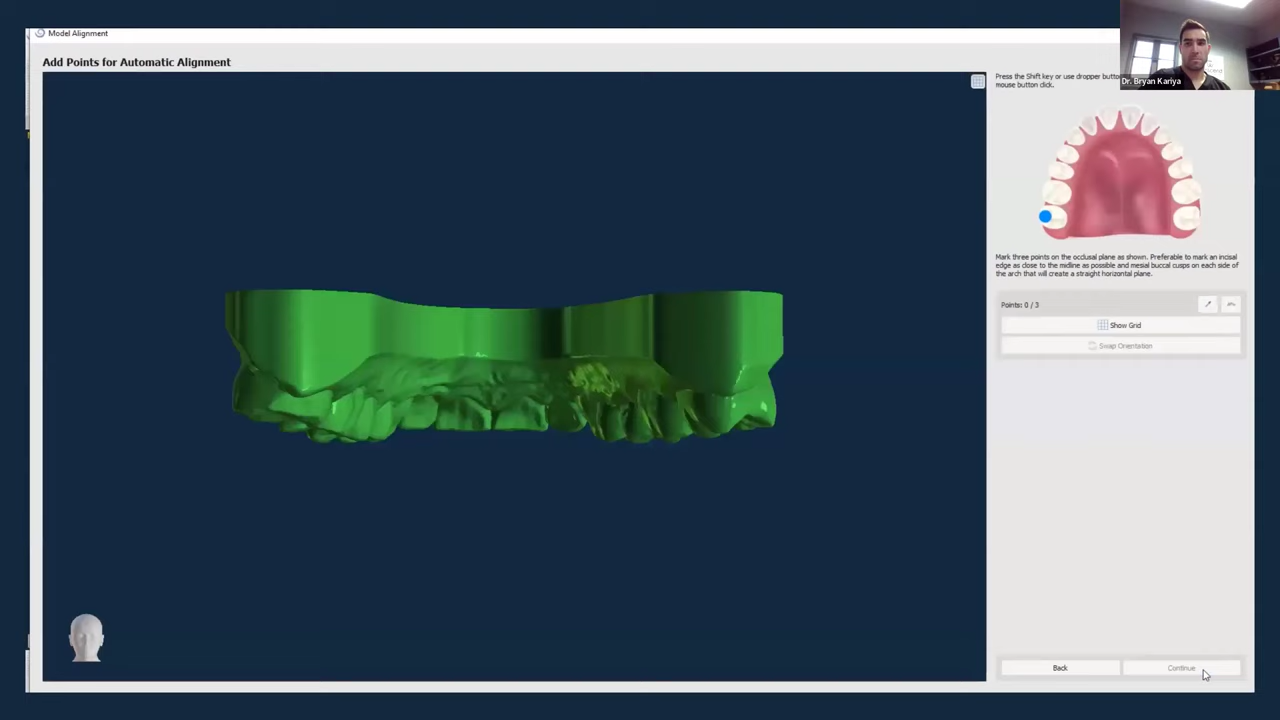 Model Alignment
Add Points for Automatic Alignment
Press the Shift key or use dropper
mouse button click.
Dr. Bryan Kariya
Mark three points on the occlusal plane as shown. Preferable to mark an incisal
edge as close to the midline as possible and mesial buccal cusps on each side of
the arch that will create a straight horizontal plane.
Points: 0 / 3
Show Grid
Swap Orientation
Back
Continue